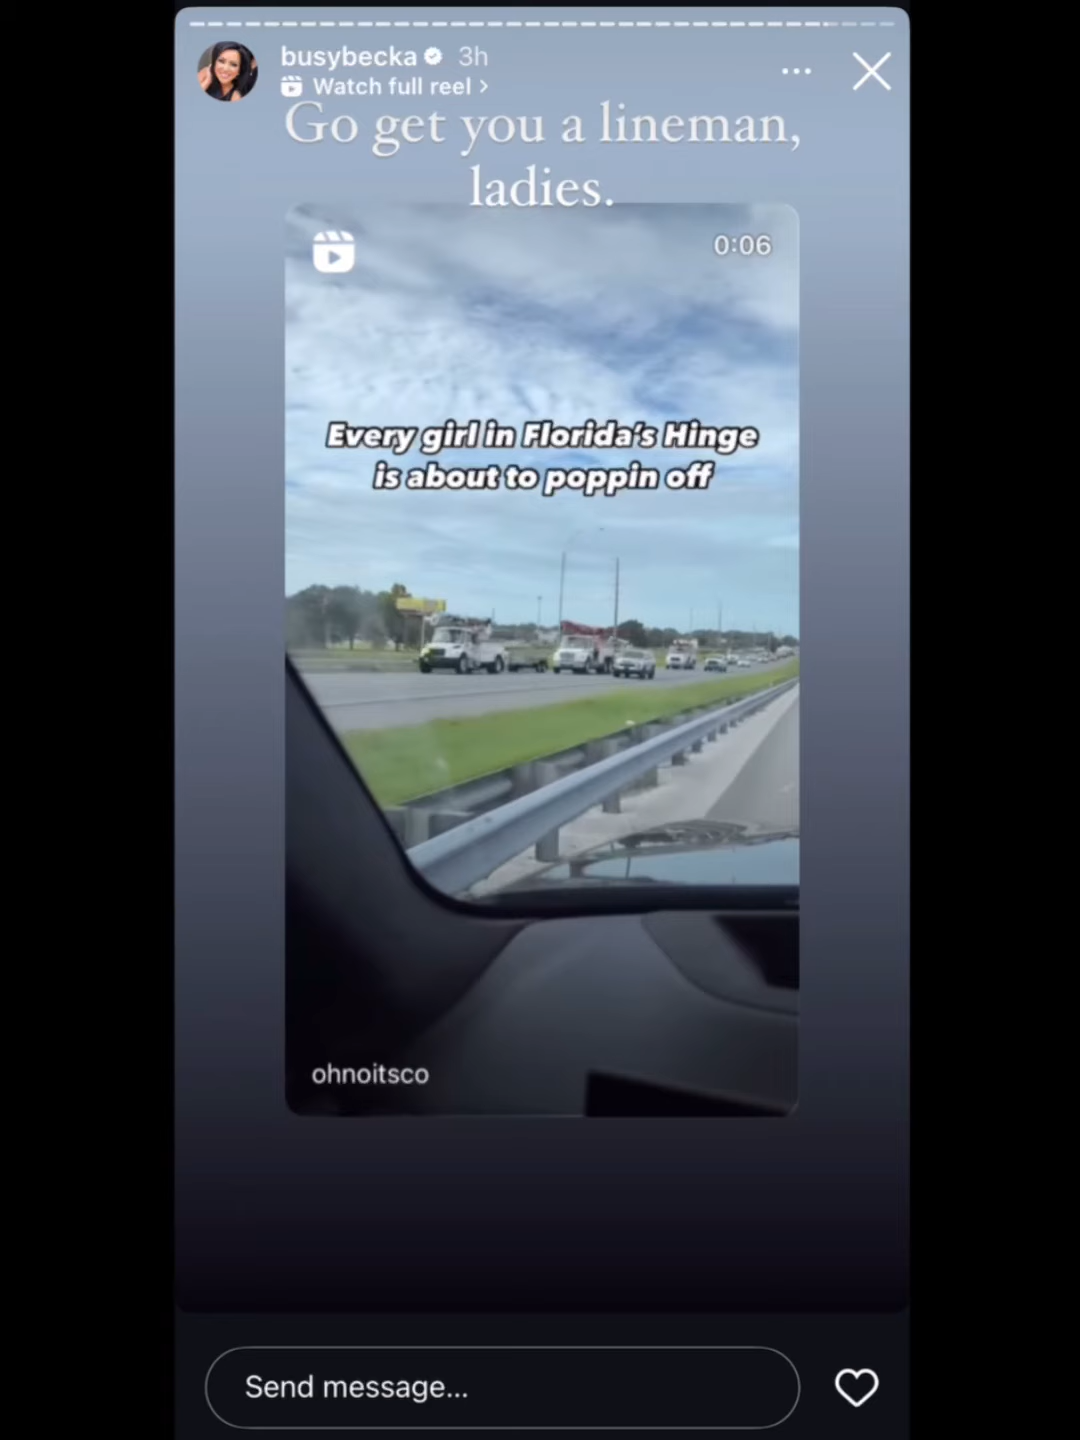 busybecka 3h
Watch full reel >
Go get you a lineman,
ladies.
0:06
Every girl in Florida's Hinge
is about to poppin off
ohnoitsco
Send message...